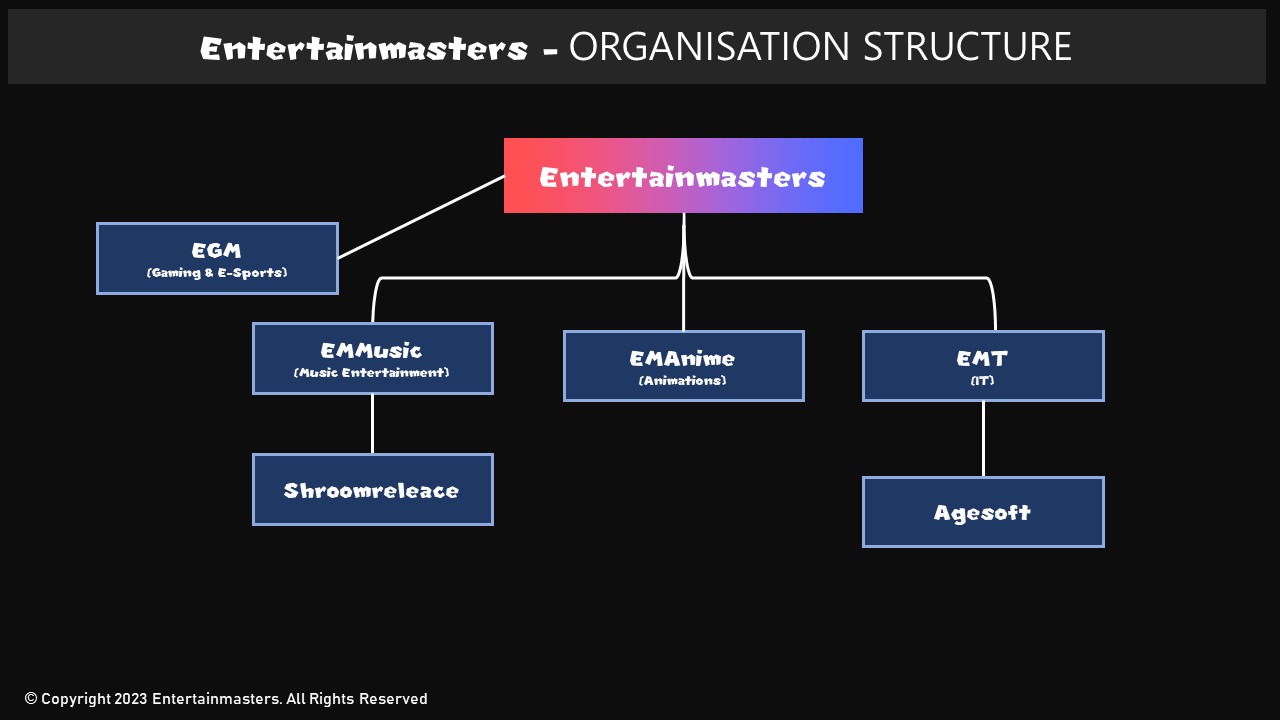 Entertainmasters - ORGANISATION STRUCTURE
Entertainmasters
EGM
(Gaming & E-Sports)
EMMusic
(Music Entertainment)
EMAnime
(Animations)
EMT
(IT)
Shroomreleace
Agesoft
© Copyright 2023 Entertainmasters. All Rights Reserved